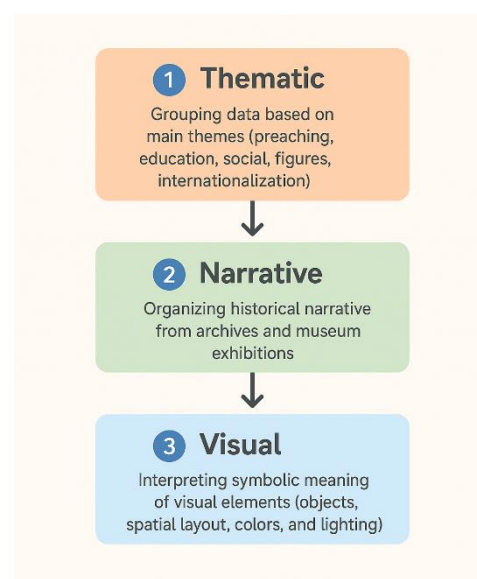 1 Thematic
Grouping data based on
main themes (preaching,
education, social, figures,
internationalization)
2 Narrative
Organizing historical narrative
from archives and museum
exhibitions
3 Visual
Interpreting symbolic meaning
of visual elements (objects,
spatial layout, colors, and lighting)